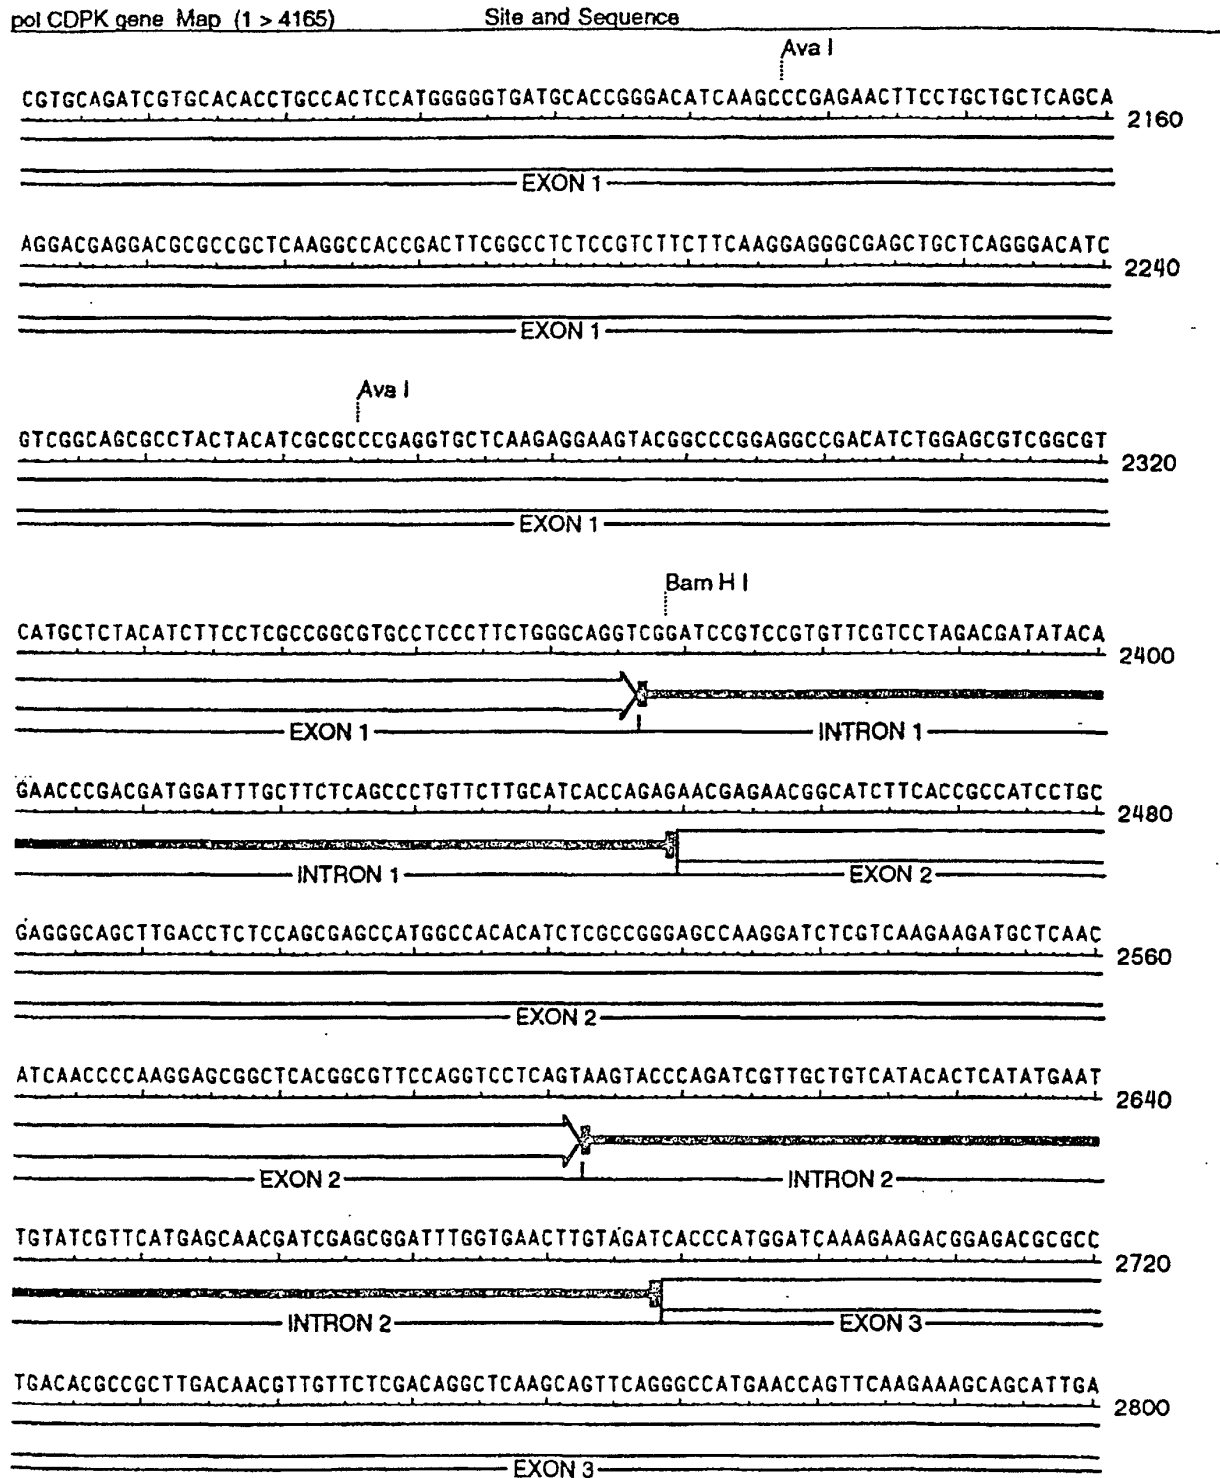 pol CDPK gene Map (1 > 4165) Site and Sequence
Ava I
CGTGCAGATCGTGCACACCTGCCACTCCATGGGGGTGATGCACCGGGACATCAAGCCCGAGAACTTCCTGCTGCTCAGCA
2160
EXON 1
AGGACGAGGACGCGCCGCTCAAGGCCACCGACTTCGGCCTCTCCGTCTTCTTCAAGGAGGGCGAGCTGCTCAGGGACATC
2240
EXON 1
Ava I
GTCGGCAGCGCCTACTACATCGCGCCCGAGGTGCTCAAGAGGAAGTACGGCCCGGAGGCCGACATCTGGAGCGTCGGCGT
2320
EXON 1
Bam H I
CATGCTCTACATCTTCCTCGCCGGCGTGCCTCCCTTCTGGGCAGGTCGGATCCGTCCGTGTTCGTCCTAGACGATATACA
2400
EXON 1 INTRON 1
GAACCCGACGATGGATTTGCTTCTCAGCCCTGTTCTTGCATCACCAGAGAACGAGAACGGCATCTTCACCGCCATCCTGC
2480
INTRON 1 EXON 2
GAGGGCAGCTTGACCTCTCCAGCGAGCCATGGCCACACATCTCGCCGGGAGCCAAGGATCTCGTCAAGAAGATGCTCAAC
2560
EXON 2
ATCAACCCCAAGGAGCGGCTCACGGCGTTCCAGGTCCTCAGTAAGTACCCAGATCGTTGCTGTCATACACTCATATGAAT
2640
EXON 2 INTRON 2
TGTATCGTTCATGAGCAACGATCGAGCGGATTTGGTGAACTTGTAGATCACCCATGGATCAAAGAAGACGGAGACGCGCC
2720
INTRON 2 EXON 3
TGACACGCCGCTTGACAACGTTGTTCTCGACAGGCTCAAGCAGTTCAGGGCCATGAACCAGTTCAAGAAAGCAGCATTGA
2800
EXON 3